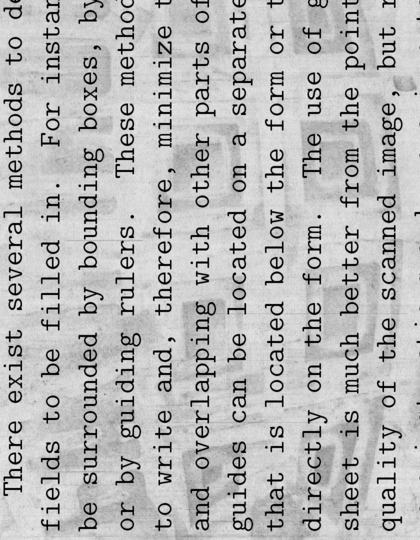 There exist several methods to
fields to be filled in. For
be surrounded by bounding boxes, by
or by guiding rulers. These
to write and, therefore, minimize
and overlapping with other parts of
guides can be located on a separate
that is located below the form or
directly on the form. The use of
sheet is much better from the point
quality of the scanned image, but